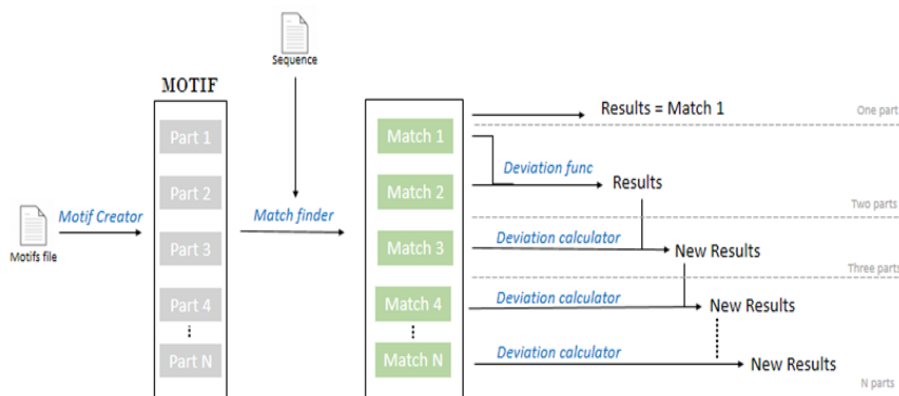 Sequence
MOTIF
Results = Match 1
One part
Part 1
Match 1
Deviation func
Part 2
Match 2
Results
Two parts
Motif Creator
Match finder
Deviation calculator
Motifs file
Part 3
Match 3
New Results
Three parts
Deviation calculator
Part 4
Match 4
New Results
Deviation calculator
Part N
Match N
New Results
N parts